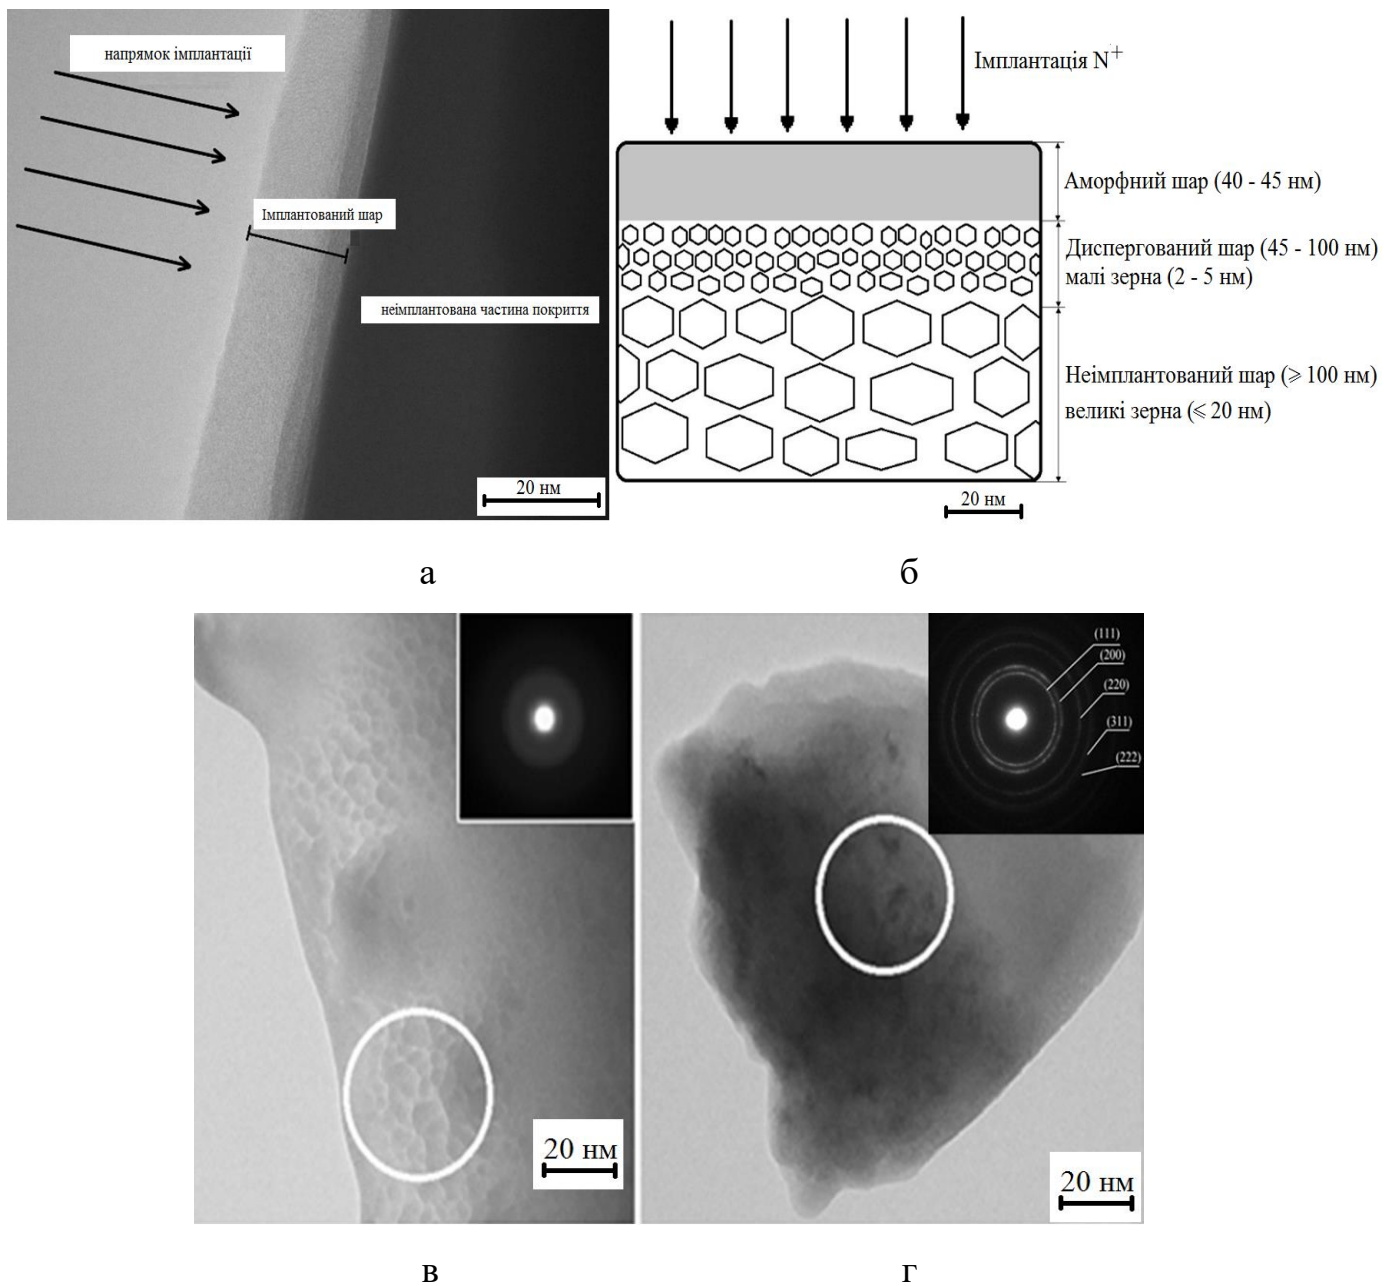 напрямок імплантації
Імплантований шар
неімплантована частина покриття
20 нм
Імплантація N⁺
Аморфний шар (40 - 45 нм)
Диспергований шар (45 - 100 нм)
малі зерна (2 - 5 нм)
Неімплантований шар (⩾ 100 нм)
великі зерна (⩽ 20 нм)
20 нм
а
б
20 нм
(111)
(200)
(220)
(311)
(222)
20 нм
в
г